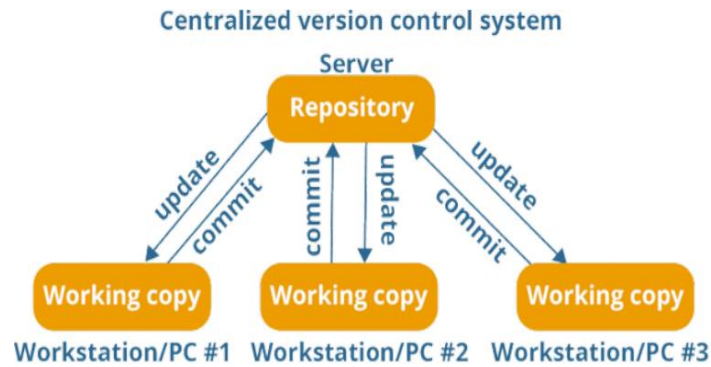 Centralized version control system
Server
Repository
update
commit
commit
update
update
commit
Working copy
Working copy
Working copy
Workstation/PC #1
Workstation/PC #2
Workstation/PC #3